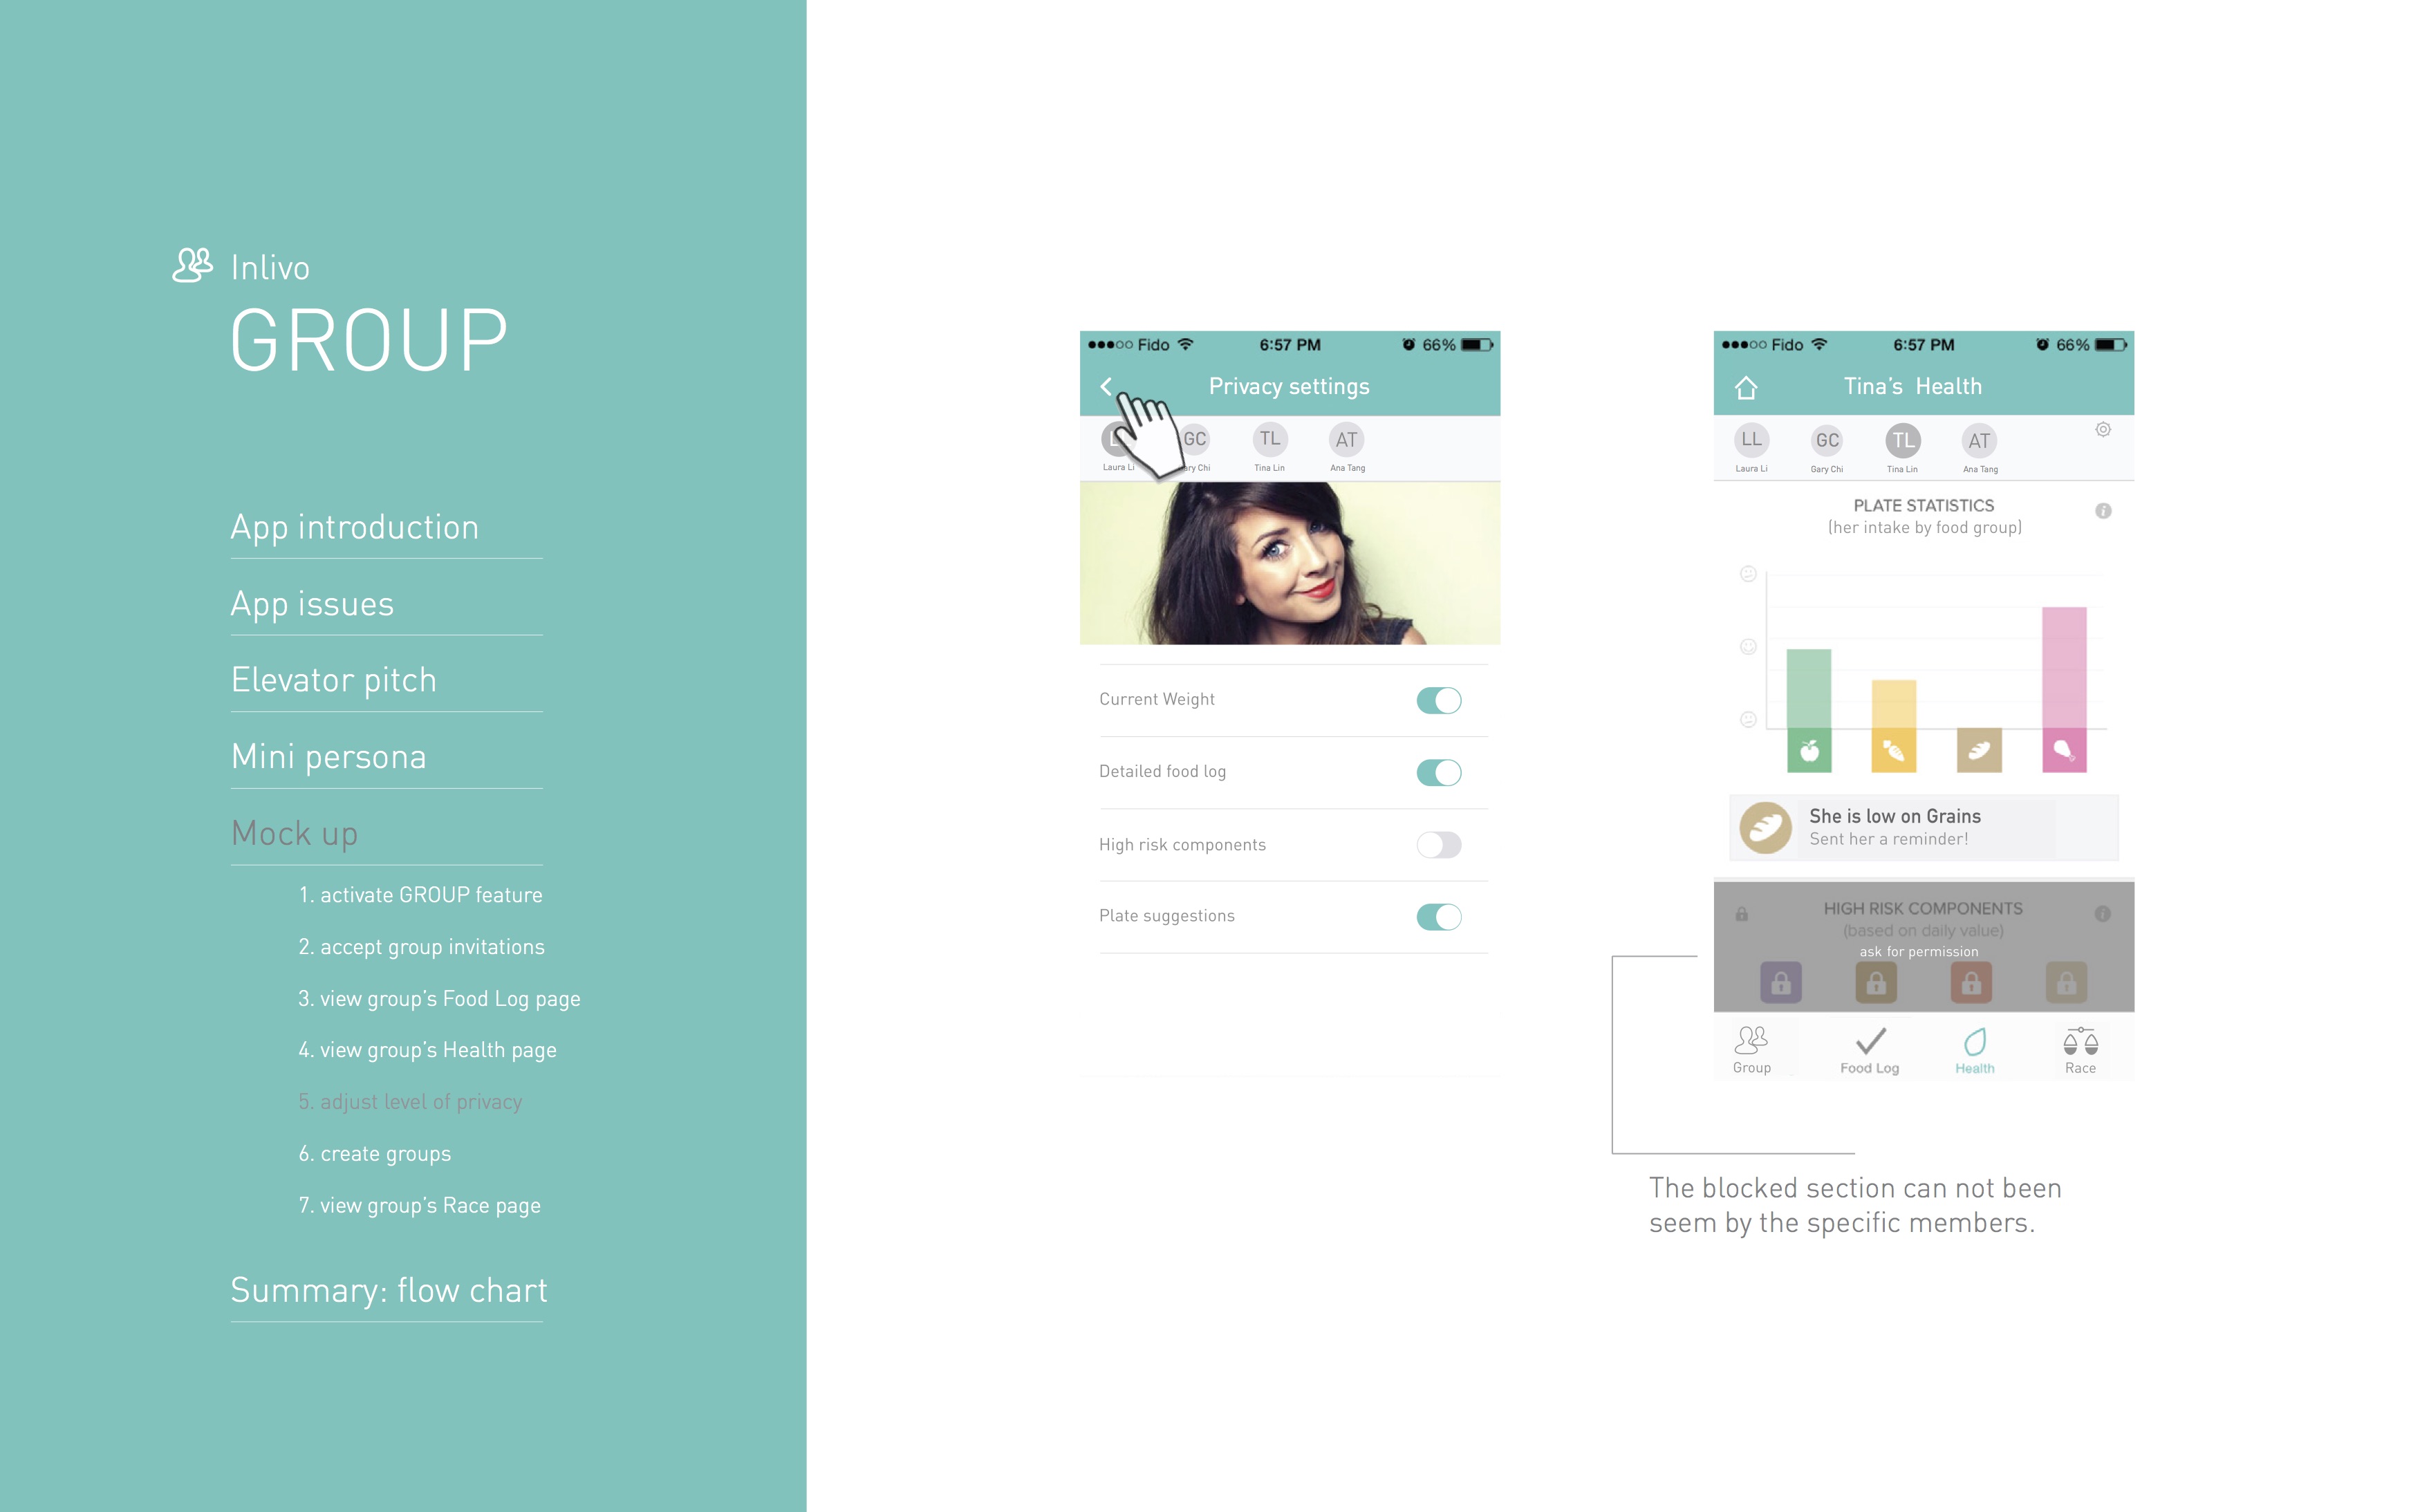 Inlivo
GROUP
App introduction
App issues
Elevator pitch
Mini persona
Mock up
1. activate GROUP feature
2. accept group invitations
3. view group's Food Log page
4. view group's Health page
5. adjust level of privacy
6. create groups
7. view group's Race page
Summary: flow chart
Fido 6:57 PM 66%
Privacy settings
GC TL AT
Laura Li ary Chi Tina Lin Ana Tang
Current Weight
Detailed food log
High risk components
Plate suggestions
Fido 6:57 PM 66%
Tina's Health
LL GC TL AT
Laura Li Gary Chi Tina Lin Ana Tang
PLATE STATISTICS
(her intake by food group)
She is low on Grains
Sent her a reminder!
HIGH RISK COMPONENTS
(based on daily value)
ask for permission
Group Food Log Health Race
The blocked section can not been
seem by the specific members.